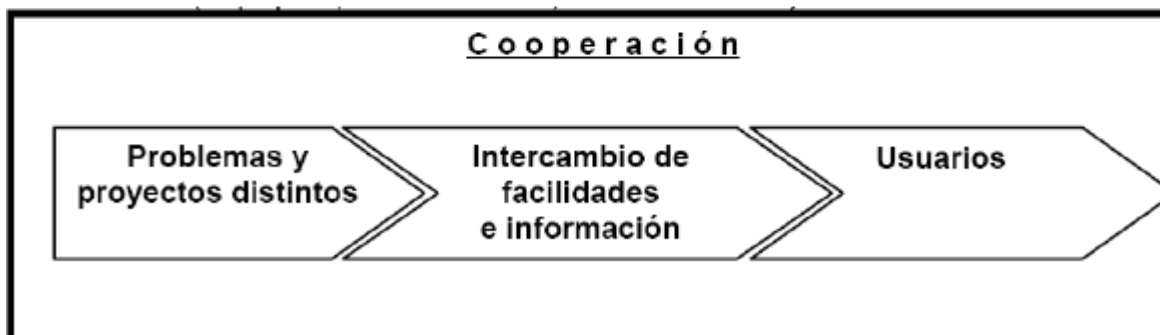 Cooperación
Problemas y
proyectos distintos
Intercambio de
facilidades
e información
Usuarios